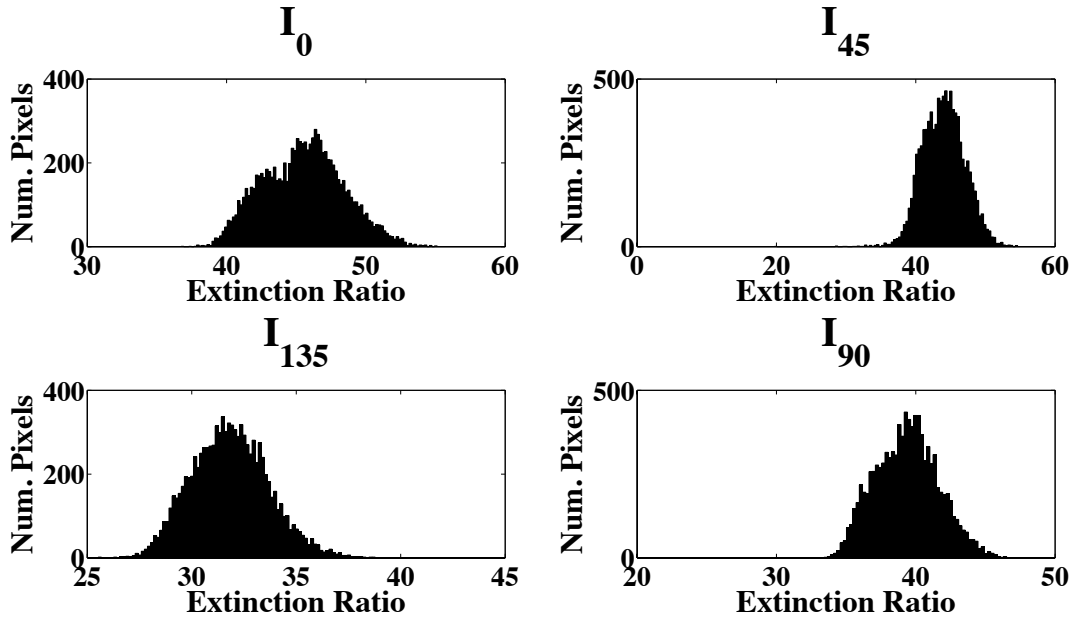 I0
400
200
0
Num. Pixels
30 40 50 60
Extinction Ratio
I45
500
0
Num. Pixels
0 20 40 60
Extinction Ratio
I135
400
200
0
Num. Pixels
25 30 35 40 45
Extinction Ratio
I90
500
0
Num. Pixels
20 30 40 50
Extinction Ratio